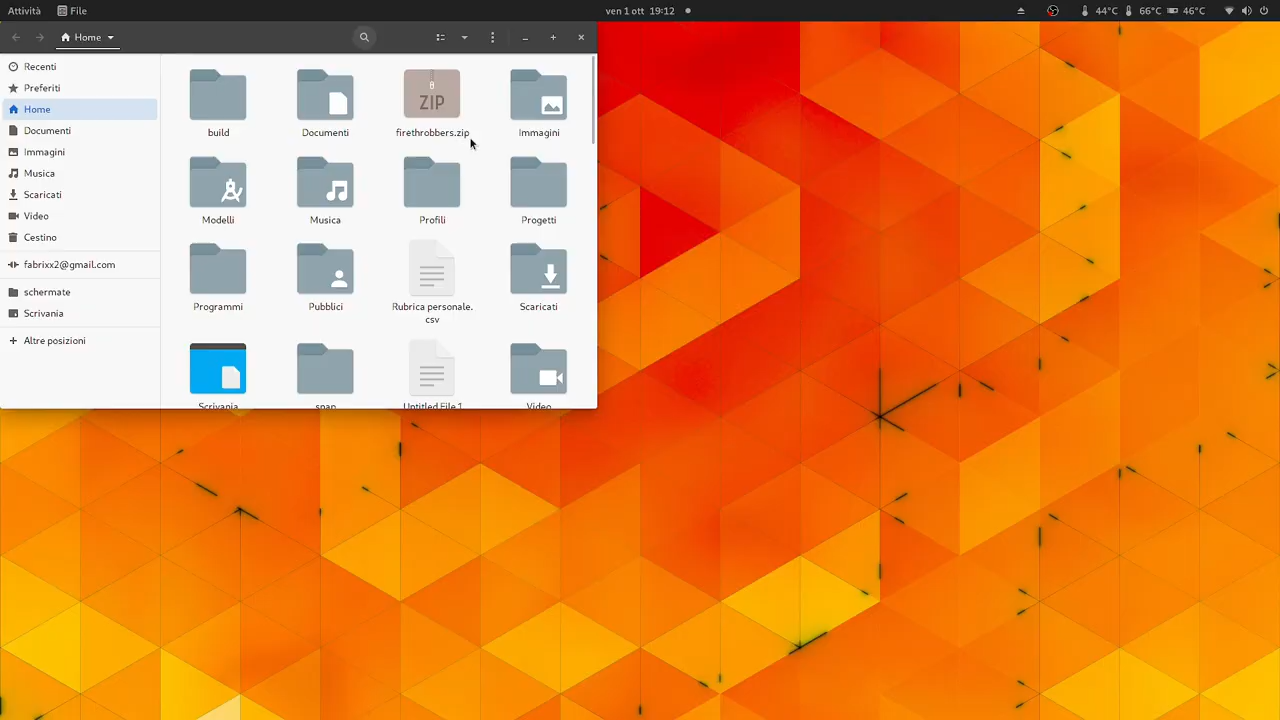 Attività File ven 1 ott 19:12 44°C 66°C 46°C
Home
Recenti
Preferiti
Home
Documenti
Immagini
Musica
Scaricati
Video
Cestino
fabrixx2@gmail.com
schermate
Scrivania
Altre posizioni
ZIP
build Documenti firethrobbers.zip Immagini
Modelli Musica Profili Progetti
Programmi Pubblici Rubrica personale.
csv Scaricati
Scrivania snap Untitled File 1 Video